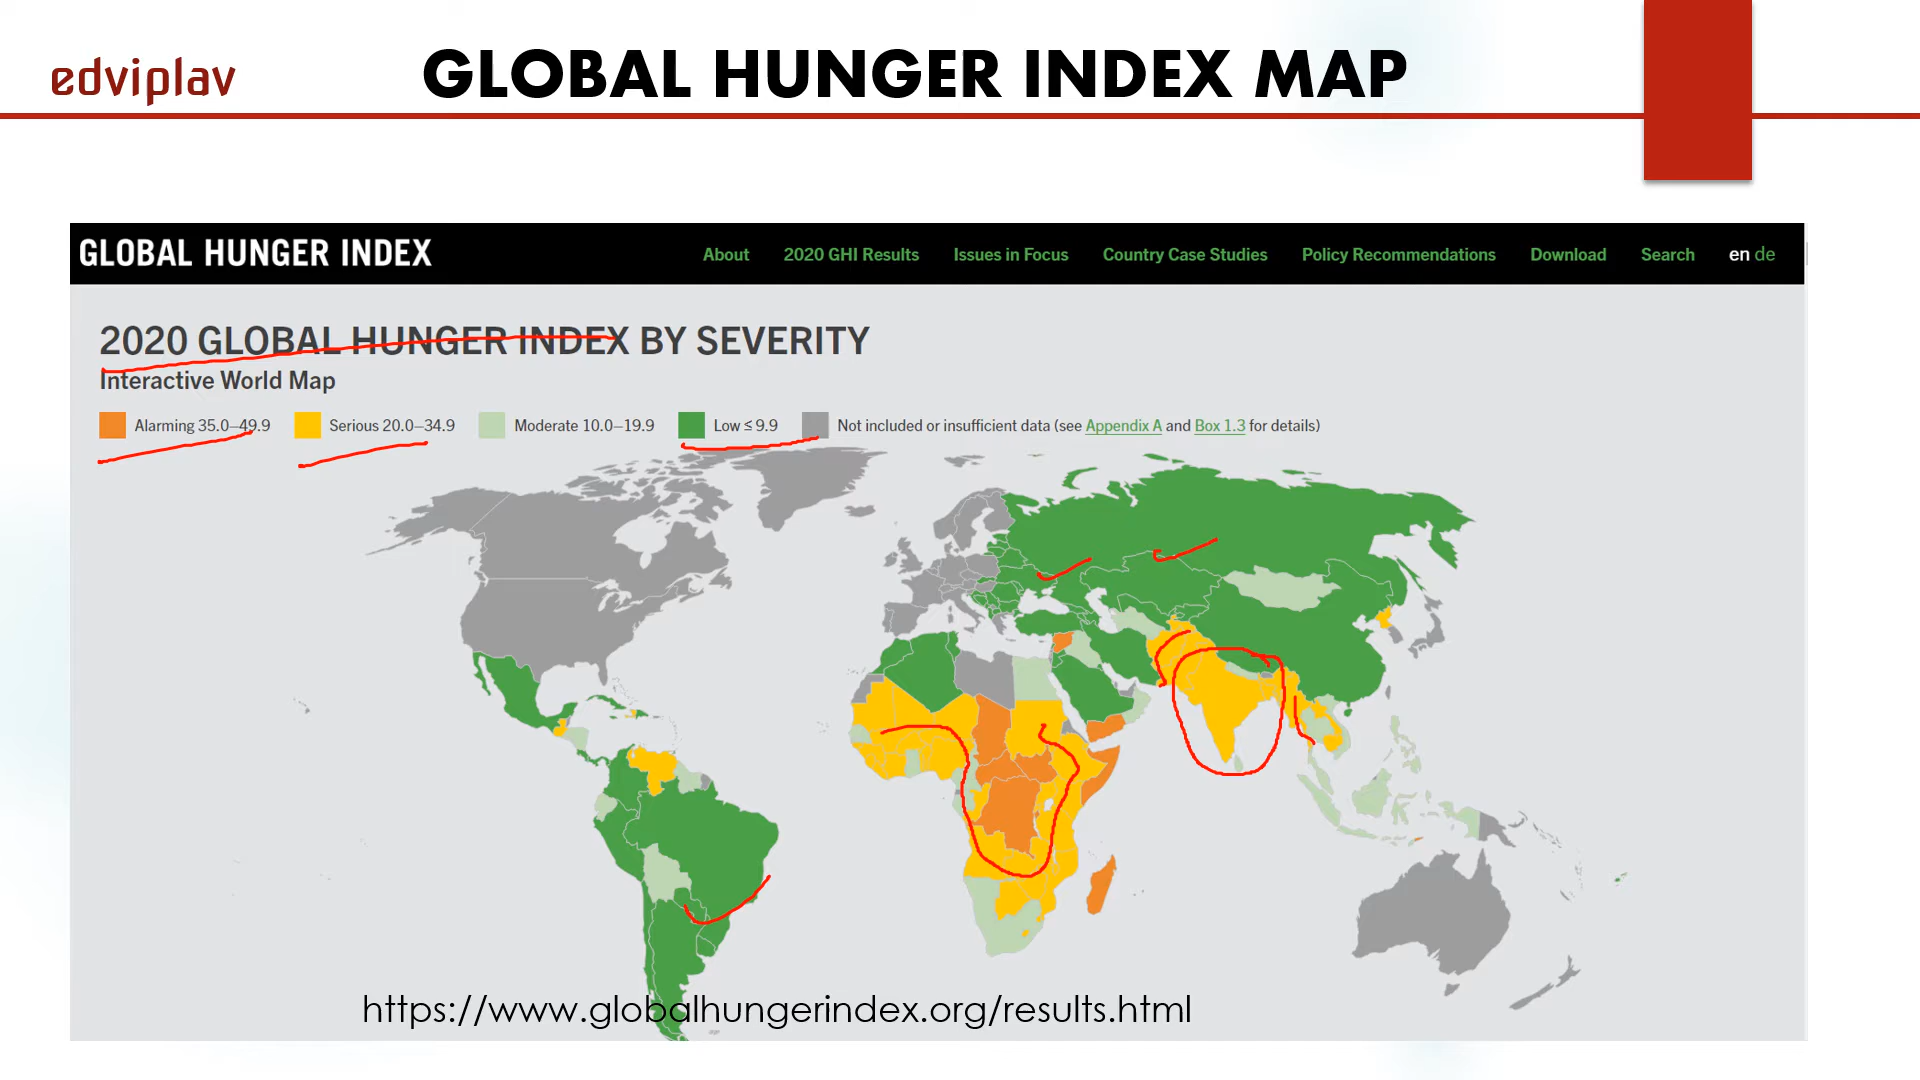 edviplav
GLOBAL HUNGER INDEX MAP
GLOBAL HUNGER INDEX
About 2020 GHI Results Issues in Focus Country Case Studies Policy Recommendations Download Search en de
2020 GLOBAL HUNGER INDEX BY SEVERITY
Interactive World Map
Alarming 35.0–49.9 Serious 20.0–34.9 Moderate 10.0–19.9 Low ≤ 9.9 Not included or insufficient data (see Appendix A and Box 1.3 for details)
https://www.globalhungerindex.org/results.html